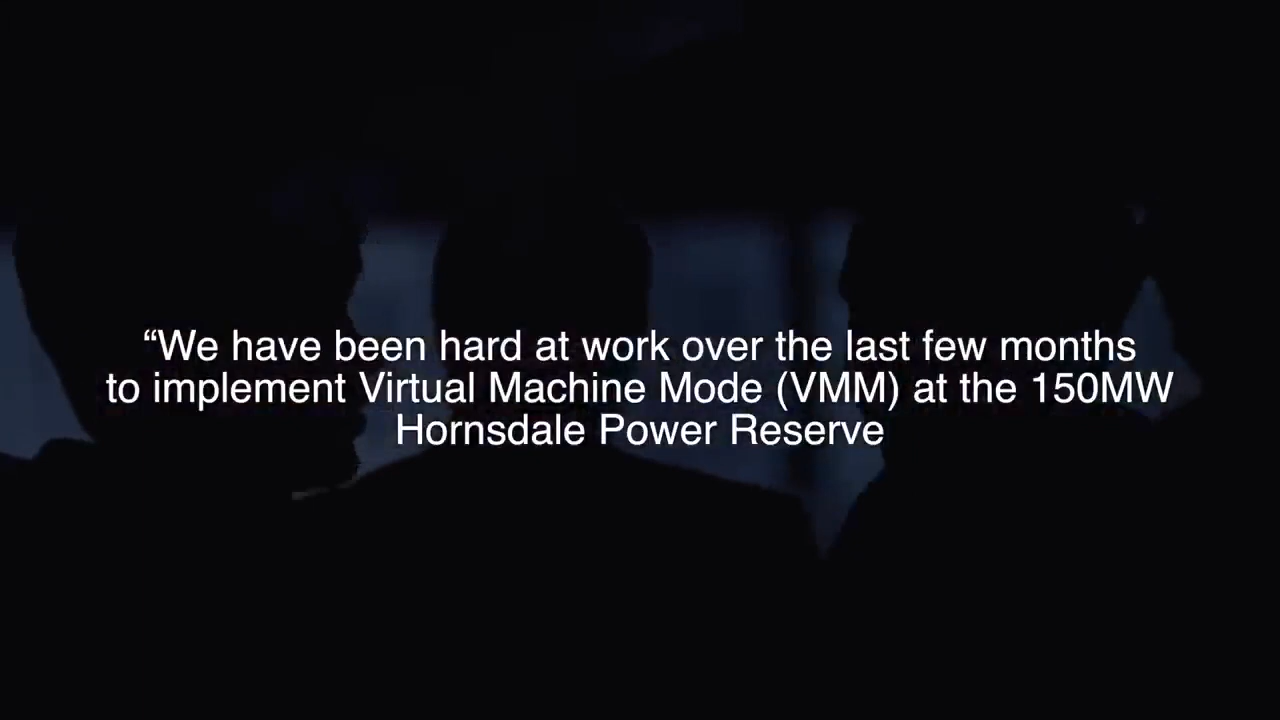 “We have been hard at work over the last few months
to implement Virtual Machine Mode (VMM) at the 150MW
Hornsdale Power Reserve